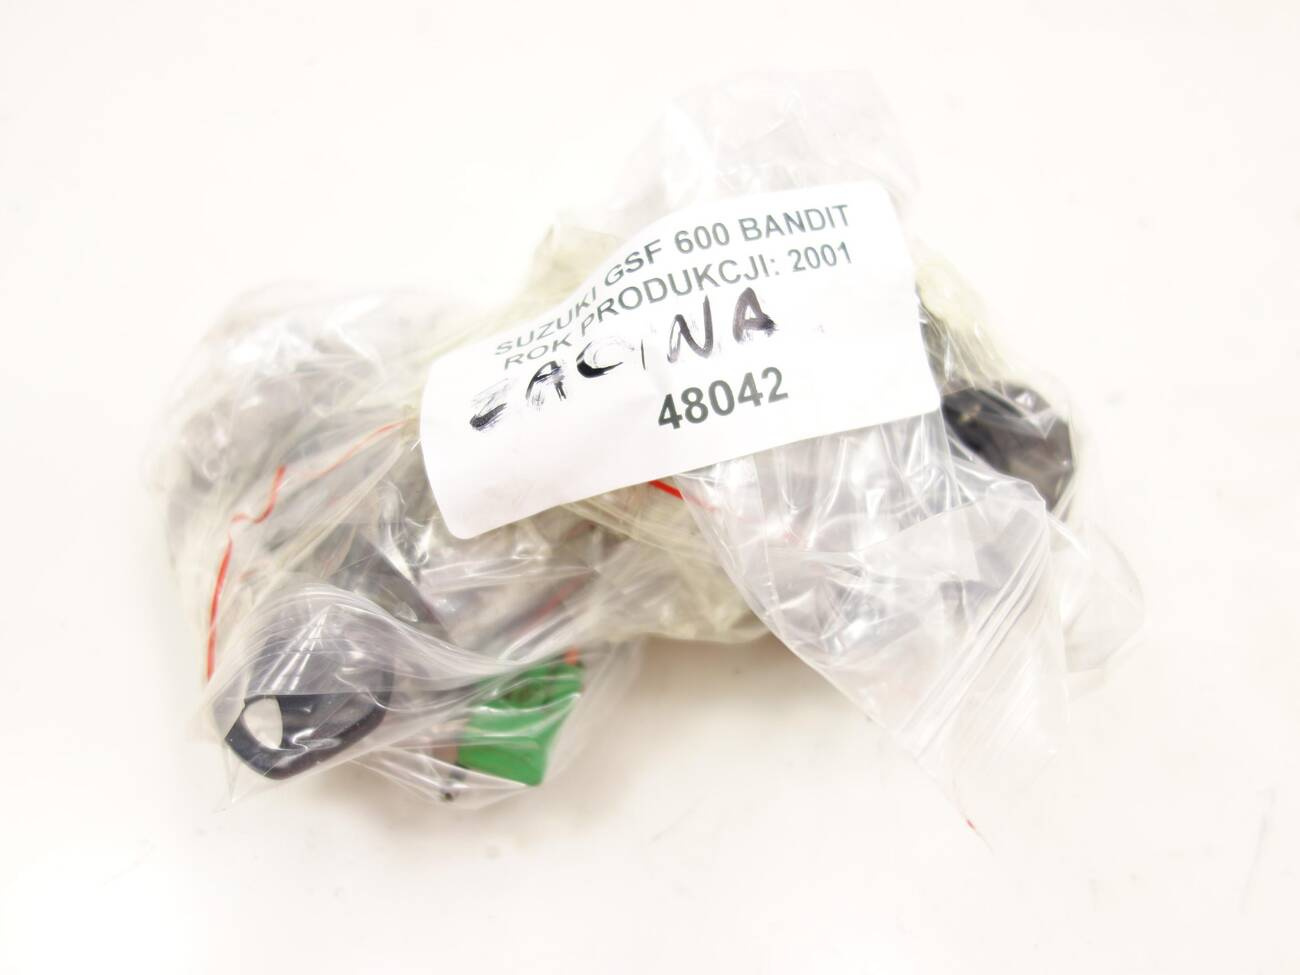 SUZUKI GSF 600 BANDIT
ROK PRODUKCJI: 2001
ZACINA
48042